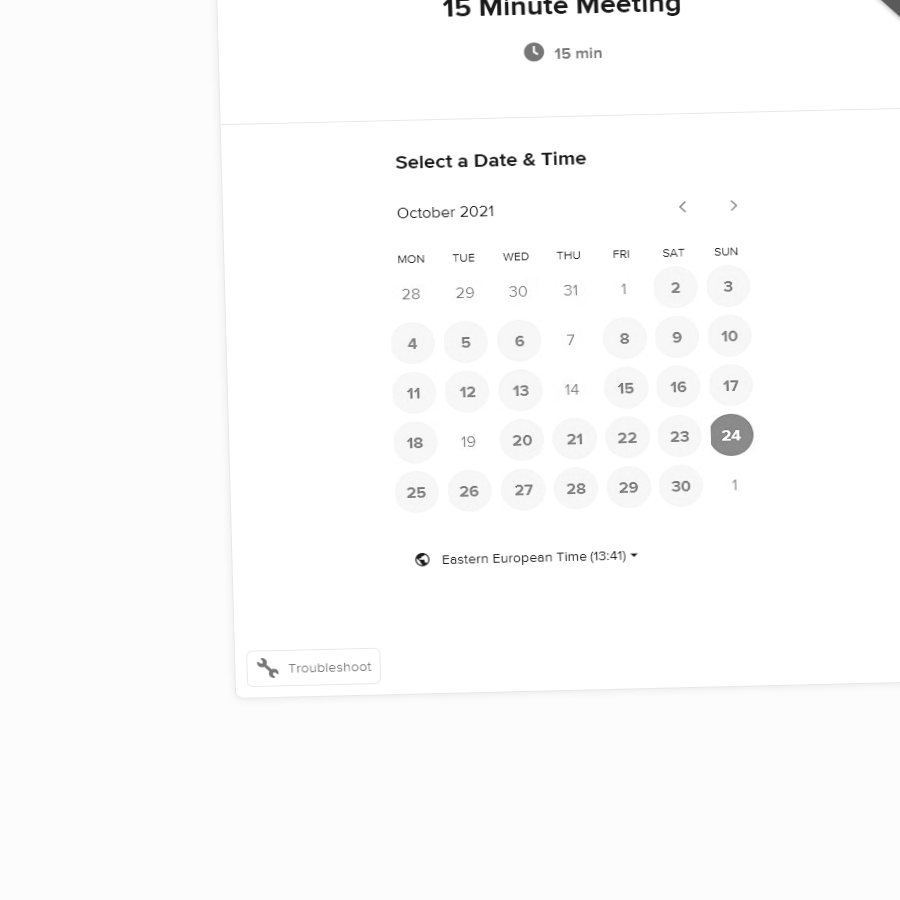 15 Minute Meeting
15 min
Select a Date & Time
October 2021
MON TUE WED THU FRI SAT SUN
28 29 30 31 1 2 3
4 5 6 7 8 9 10
11 12 13 14 15 16 17
18 19 20 21 22 23 24
25 26 27 28 29 30 1
Eastern European Time (13:41)
Troubleshoot